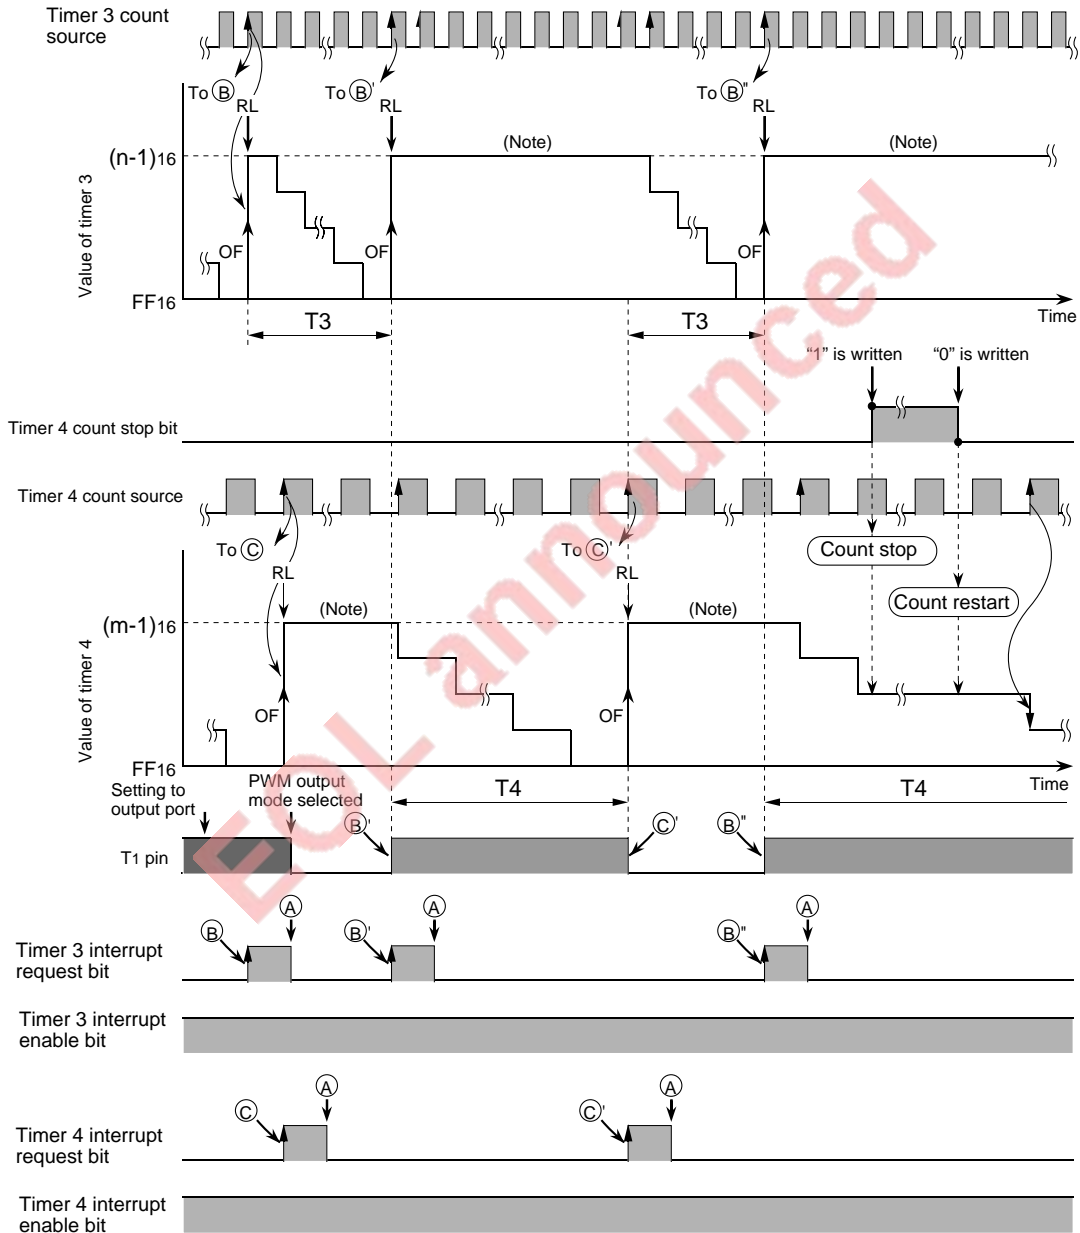 Timer 3 count
source
To B To B' To B"
RL RL RL
(n-1)16 (Note) (Note)
Value of timer 3
OF OF OF
FF16
Time
T3 T3
“1” is written “0” is written
Timer 4 count stop bit
Timer 4 count source
To C To C'
Count stop
RL RL
Count restart
(m-1)16 (Note) (Note)
Value of timer 4
OF OF
FF16
Time
Setting to
output port
PWM output
mode selected
T4 T4
B' C' B"
T1 pin
A A A
B B' B"
Timer 3 interrupt
request bit
Timer 3 interrupt
enable bit
A A
C C'
Timer 4 interrupt
request bit
Timer 4 interrupt
enable bit
EOL announced